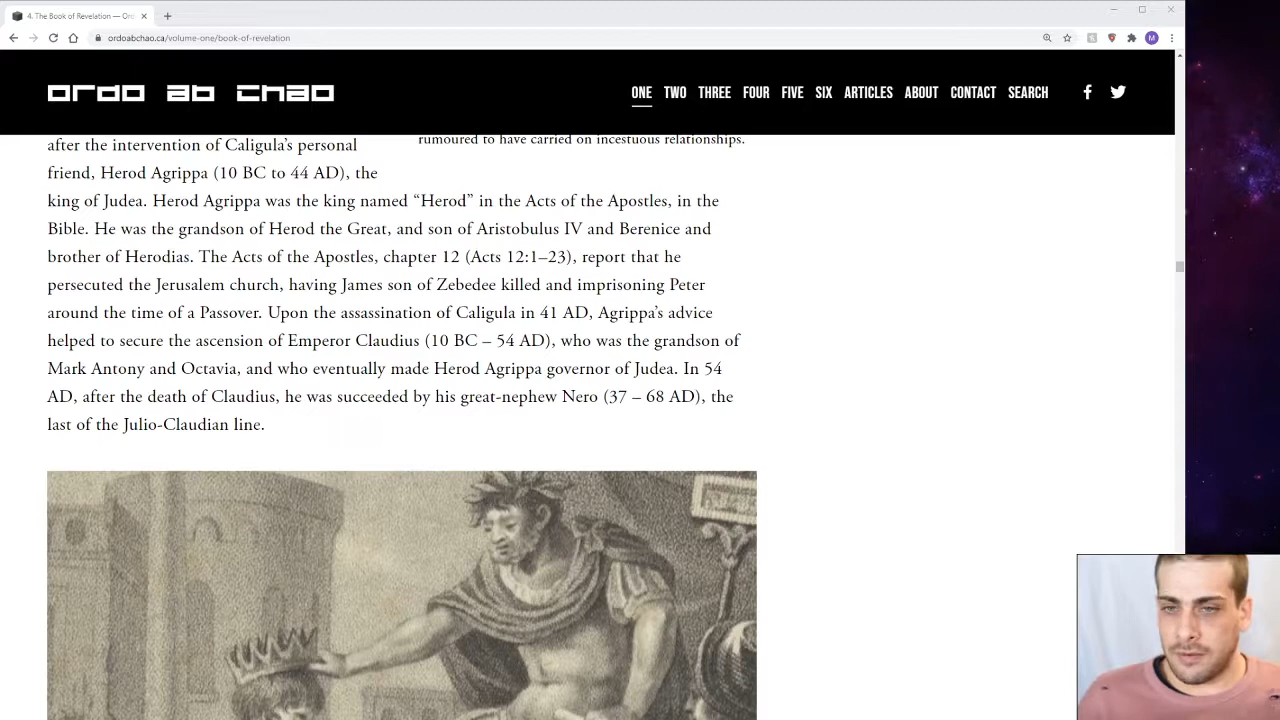 4. The Book of Revelation — Ord
ordoabchao.ca/volume-one/book-of-revelation
M
ordo ab chao
ONE TWO THREE FOUR FIVE SIX ARTICLES ABOUT CONTACT SEARCH
after the intervention of Caligula’s personal
rumoured to have carried on incestuous relationships.
friend, Herod Agrippa (10 BC to 44 AD), the
king of Judea. Herod Agrippa was the king named “Herod” in the Acts of the Apostles, in the
Bible. He was the grandson of Herod the Great, and son of Aristobulus IV and Berenice and
brother of Herodias. The Acts of the Apostles, chapter 12 (Acts 12:1–23), report that he
persecuted the Jerusalem church, having James son of Zebedee killed and imprisoning Peter
around the time of a Passover. Upon the assassination of Caligula in 41 AD, Agrippa’s advice
helped to secure the ascension of Emperor Claudius (10 BC – 54 AD), who was the grandson of
Mark Antony and Octavia, and who eventually made Herod Agrippa governor of Judea. In 54
AD, after the death of Claudius, he was succeeded by his great-nephew Nero (37 – 68 AD), the
last of the Julio-Claudian line.